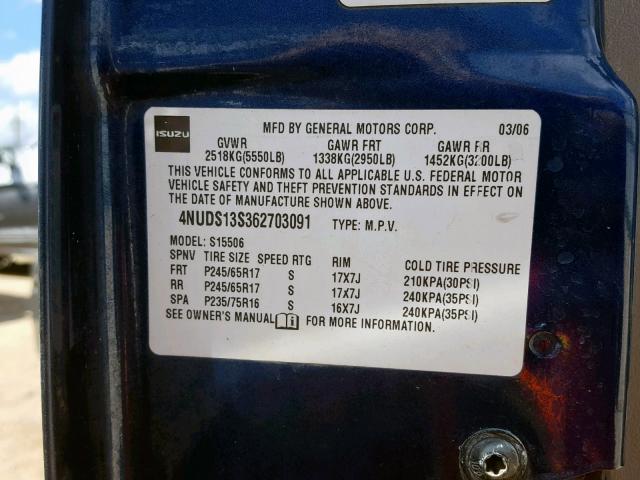 ISUZU
MFD BY GENERAL MOTORS CORP. 03/06
GVWR GAWR FRT GAWR RR
2518KG(5550LB) 1338KG(2950LB) 1452KG(3200LB)
THIS VEHICLE CONFORMS TO ALL APPLICABLE U.S. FEDERAL MOTOR
VEHICLE SAFETY AND THEFT PREVENTION STANDARDS IN EFFECT ON
THE DATE OF MANUFACTURE SHOWN ABOVE.
4NUDS13S362703091 TYPE: M.P.V.
MODEL: S15506
SPNV TIRE SIZE SPEED RTG RIM COLD TIRE PRESSURE
FRT P245/65R17 S 17X7J 210KPA(30PSI)
RR P245/65R17 S 17X7J 240KPA(35PSI)
SPA P235/75R16 S 16X7J 240KPA(35PSI)
SEE OWNER'S MANUAL FOR MORE INFORMATION.